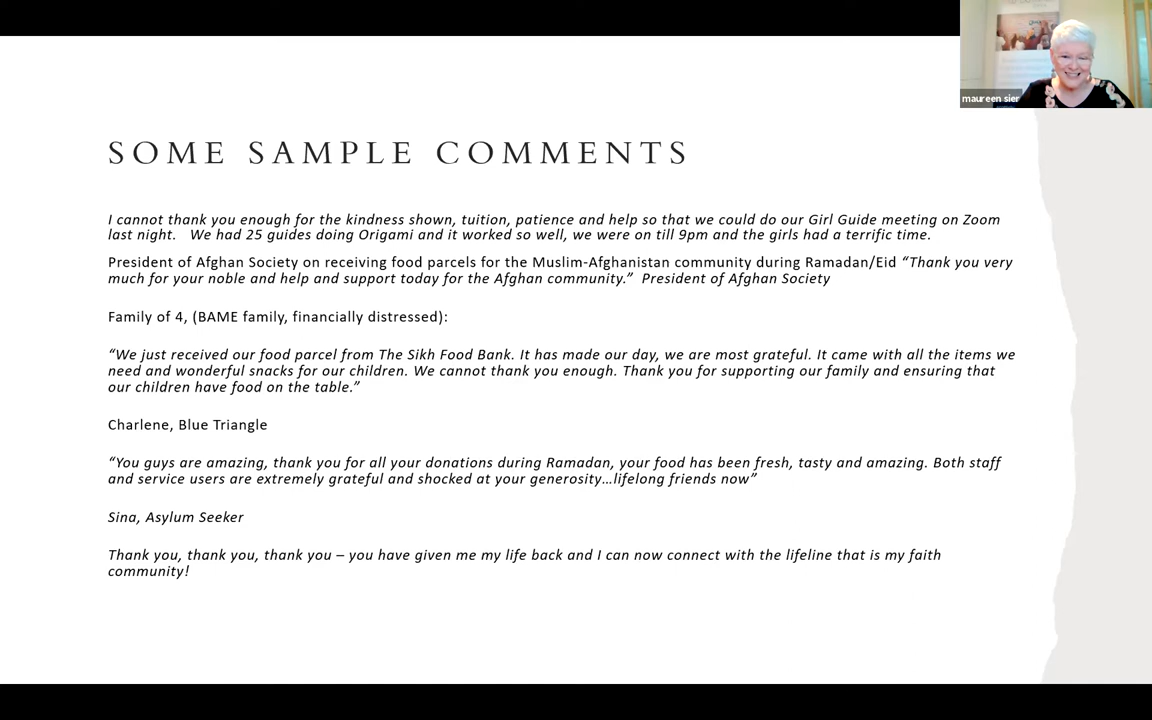 maureen sier
SOME SAMPLE COMMENTS
I cannot thank you enough for the kindness shown, tuition, patience and help so that we could do our Girl Guide meeting on Zoom
last night. We had 25 guides doing Origami and it worked so well, we were on till 9pm and the girls had a terrific time.
President of Afghan Society on receiving food parcels for the Muslim-Afghanistan community during Ramadan/Eid “Thank you very
much for your noble and help and support today for the Afghan community.” President of Afghan Society
Family of 4, (BAME family, financially distressed):
“We just received our food parcel from The Sikh Food Bank. It has made our day, we are most grateful. It came with all the items we
need and wonderful snacks for our children. We cannot thank you enough. Thank you for supporting our family and ensuring that
our children have food on the table.”
Charlene, Blue Triangle
“You guys are amazing, thank you for all your donations during Ramadan, your food has been fresh, tasty and amazing. Both staff
and service users are extremely grateful and shocked at your generosity…lifelong friends now”
Sina, Asylum Seeker
Thank you, thank you, thank you – you have given me my life back and I can now connect with the lifeline that is my faith
community!